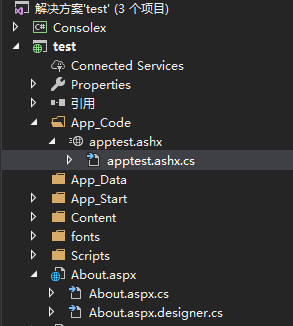 解决方案'test' (3 个项目)
Consolex
test
Connected Services
Properties
引用
App_Code
apptest.ashx
apptest.ashx.cs
App_Data
App_Start
Content
fonts
Scripts
About.aspx
About.aspx.cs
About.aspx.designer.cs